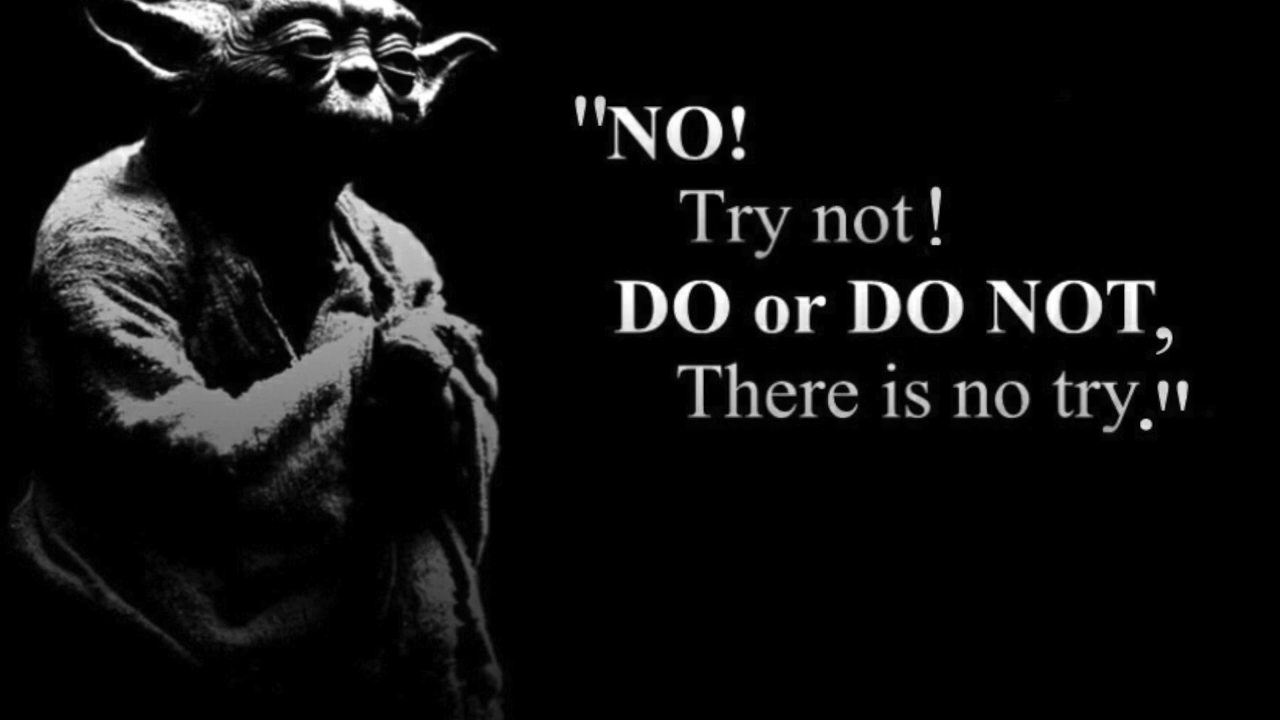 "NO!
Try not!
DO or DO NOT,
There is no try."